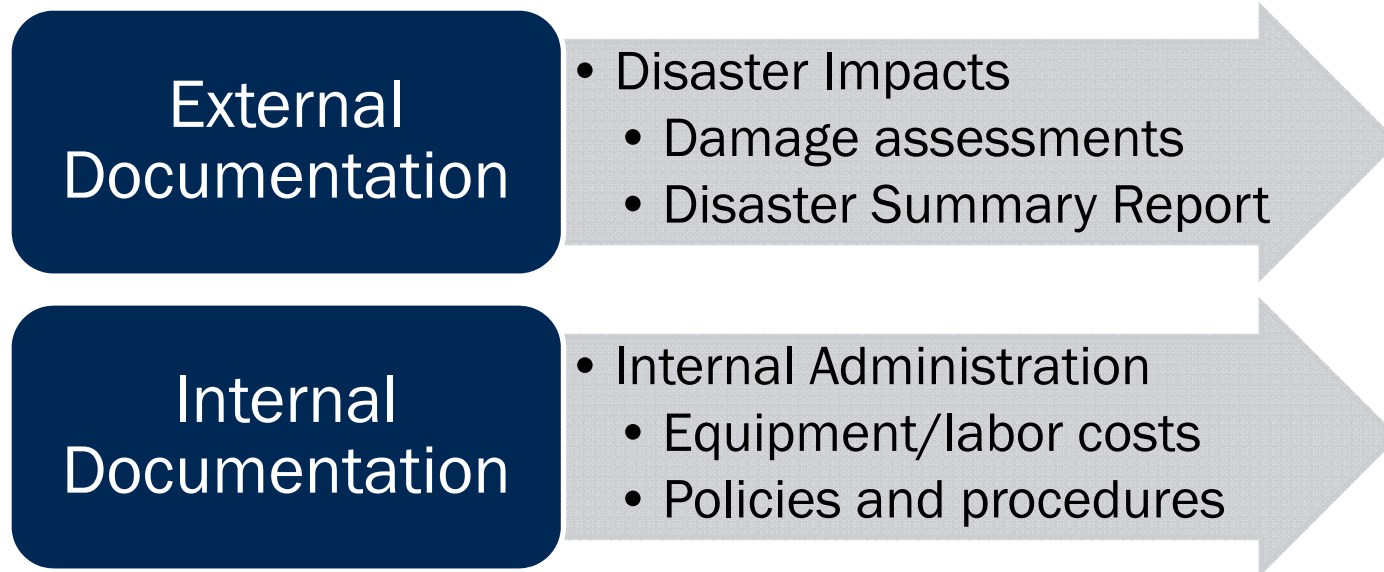 External
Documentation
• Disaster Impacts
• Damage assessments
• Disaster Summary Report
Internal
Documentation
• Internal Administration
• Equipment/labor costs
• Policies and procedures